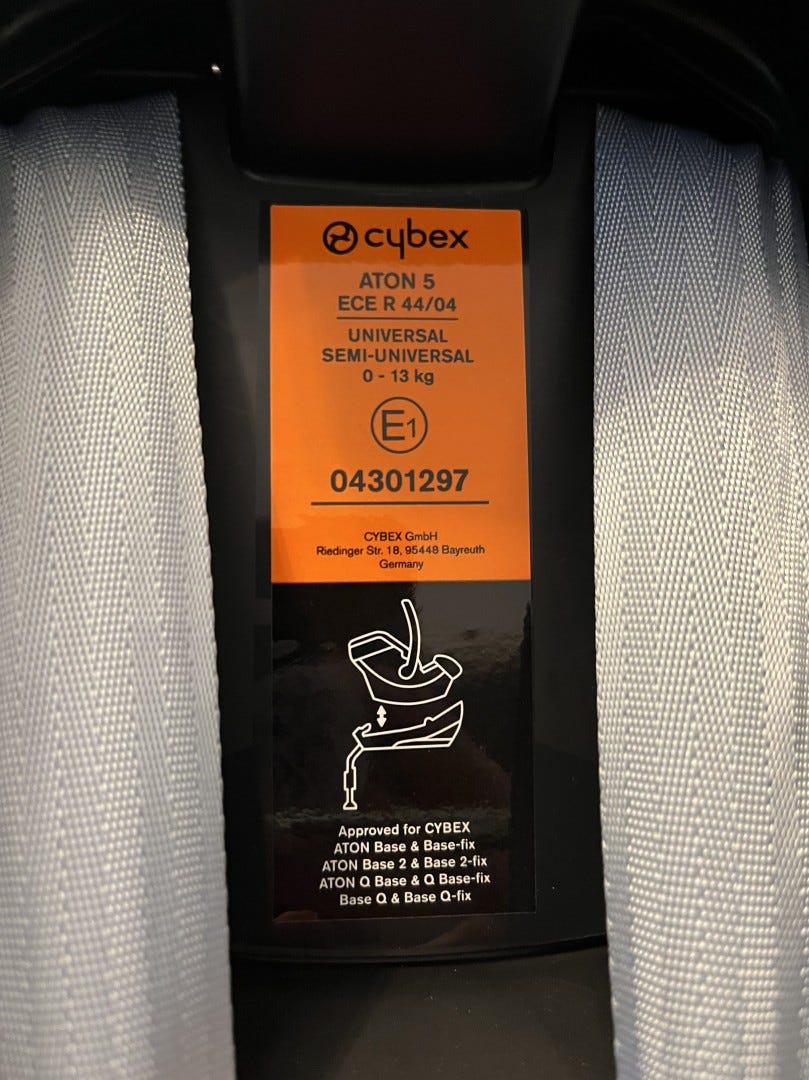 cybex
ATON 5
ECE R 44/04
UNIVERSAL
SEMI-UNIVERSAL
0 - 13 kg
E1
04301297
CYBEX GmbH
Riedinger Str. 18, 95448 Bayreuth
Germany
Approved for CYBEX
ATON Base & Base-fix
ATON Base 2 & Base 2-fix
ATON Q Base & Q Base-fix
Base Q & Base Q-fix